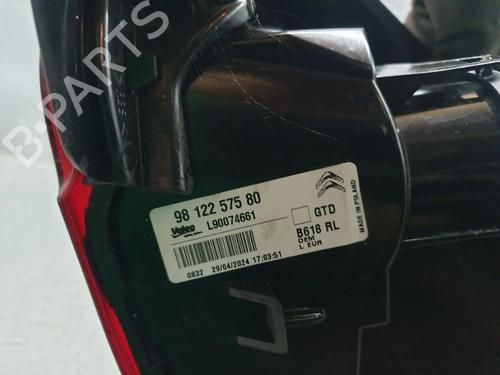 B-PARTS
98 122 575 80
Valeo
L90074661
GTD
B618 RL
OEM
L. EUR
MADE IN POLAND
0832 29/04/2024 17:03:51